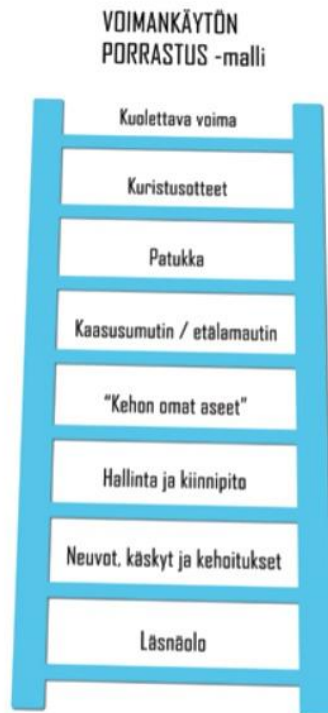 VOIMANKÄYTÖN
PORRASTUS -malli
Kuolettava voima
Kuristusotteet
Patukka
Kaasusumutin / etälamautin
“Kehon omat aseet”
Hallinta ja kiinnipito
Neuvot, käskyt ja kehoitukset
Läsnäolo